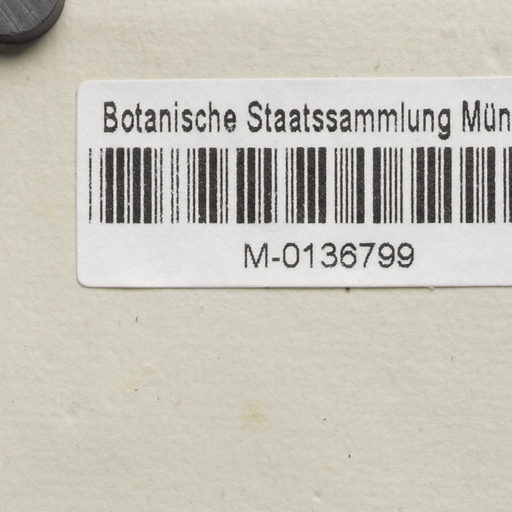 Botanische Staatssammlung Mün
M-0136799